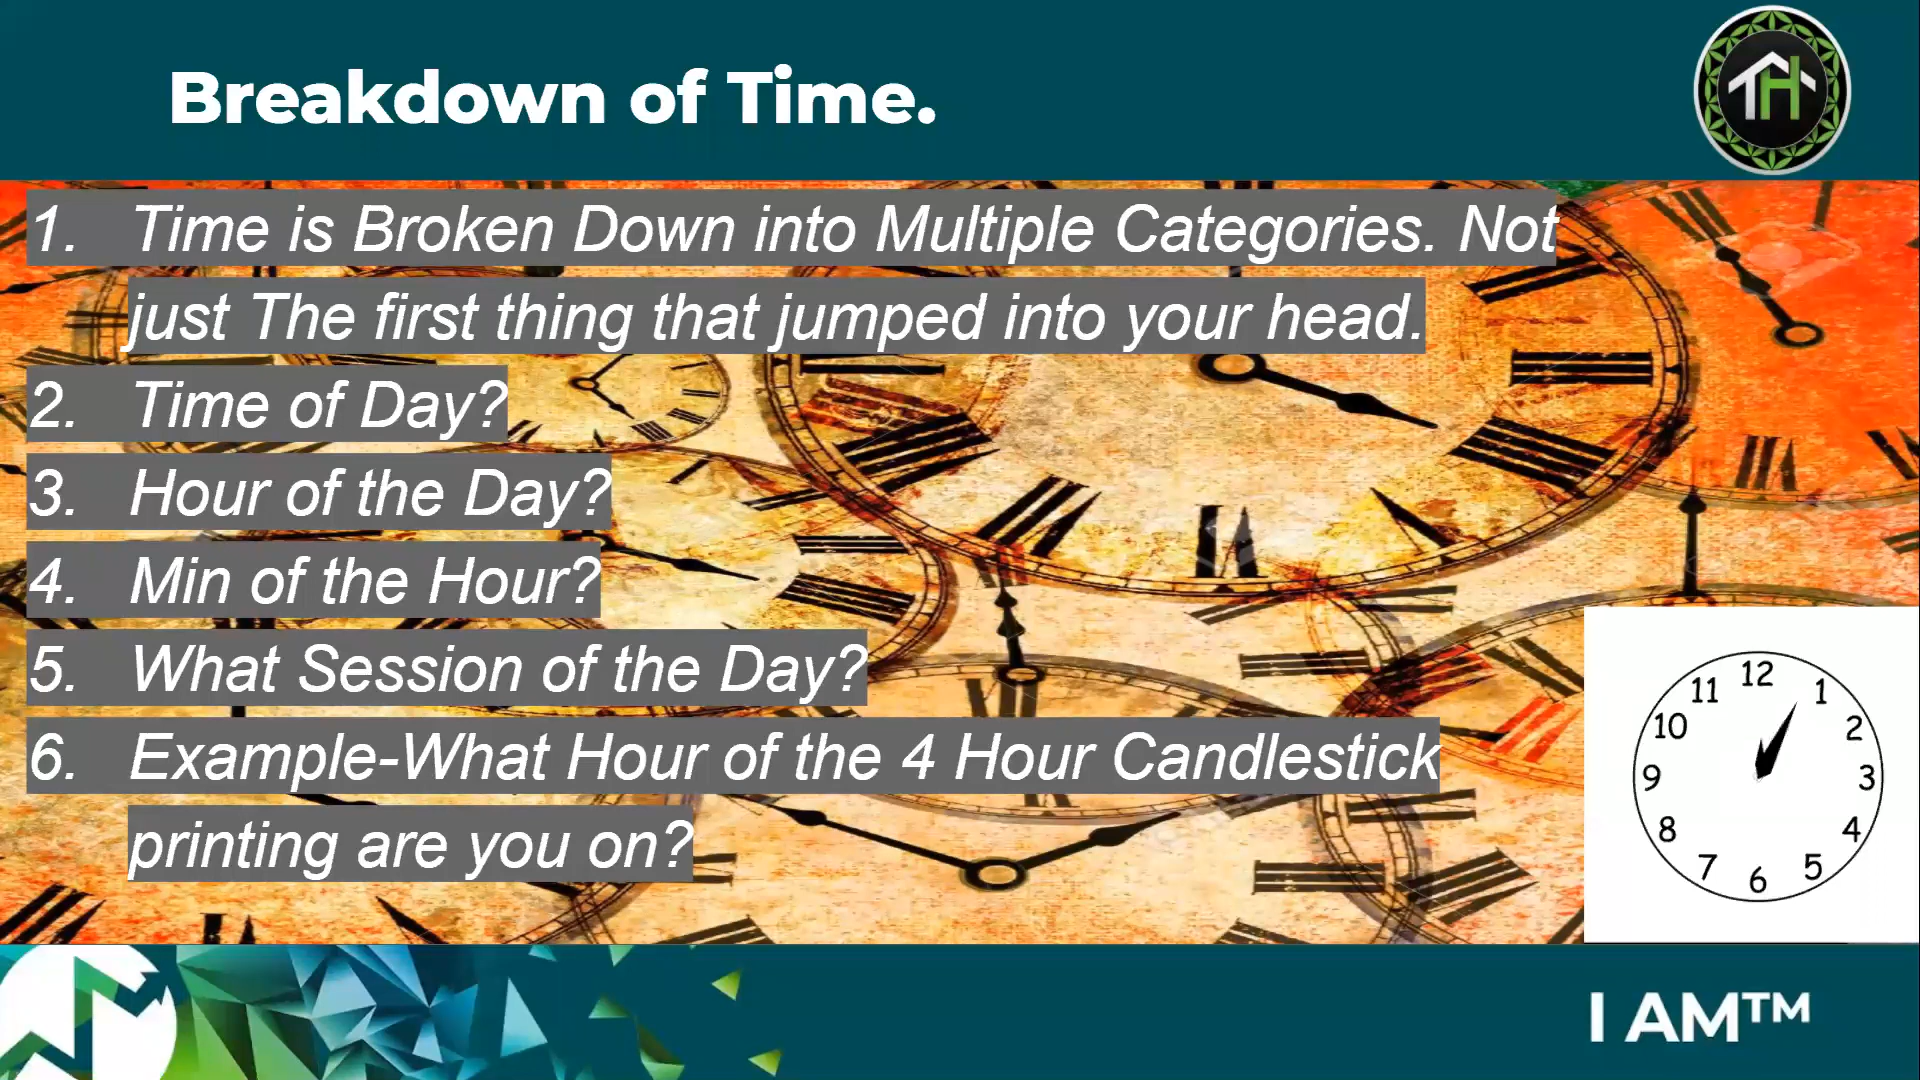 Breakdown of Time.
TH
1. Time is Broken Down into Multiple Categories. Not
just The first thing that jumped into your head.
2. Time of Day?
3. Hour of the Day?
4. Min of the Hour?
5. What Session of the Day?
6. Example-What Hour of the 4 Hour Candlestick
printing are you on?
12
11 1
10 2
9 3
8 4
7 5
6
I AM™